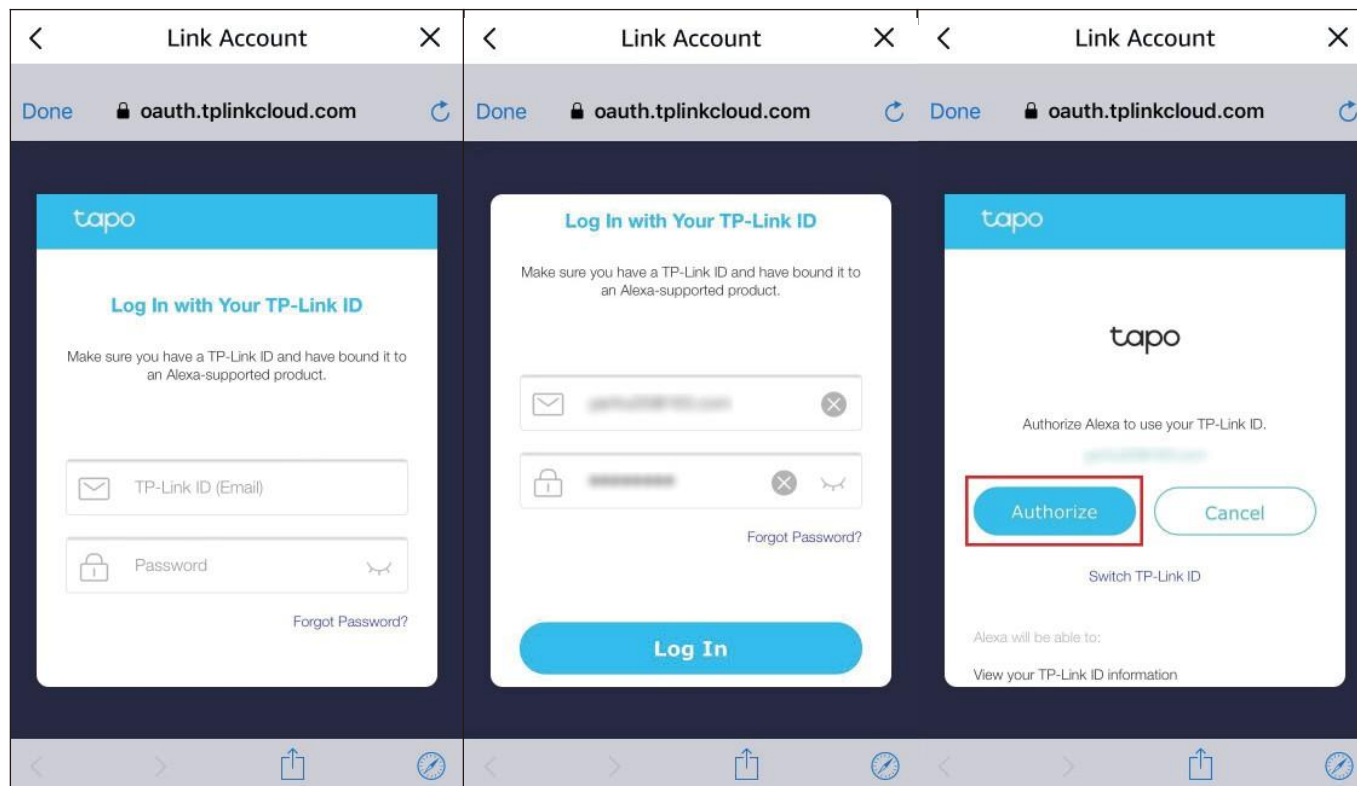 Link Account
Done
oauth.tplinkcloud.com
tapo
Log In with Your TP-Link ID
Make sure you have a TP-Link ID and have bound it to
an Alexa-supported product.
TP-Link ID (Email)
Password
Forgot Password?
Link Account
Done
oauth.tplinkcloud.com
Log In with Your TP-Link ID
Make sure you have a TP-Link ID and have bound it to
an Alexa-supported product.
Forgot Password?
Log In
Link Account
Done
oauth.tplinkcloud.com
tapo
tapo
Authorize Alexa to use your TP-Link ID.
Authorize
Cancel
Switch TP-Link ID
Alexa will be able to:
View your TP-Link ID information